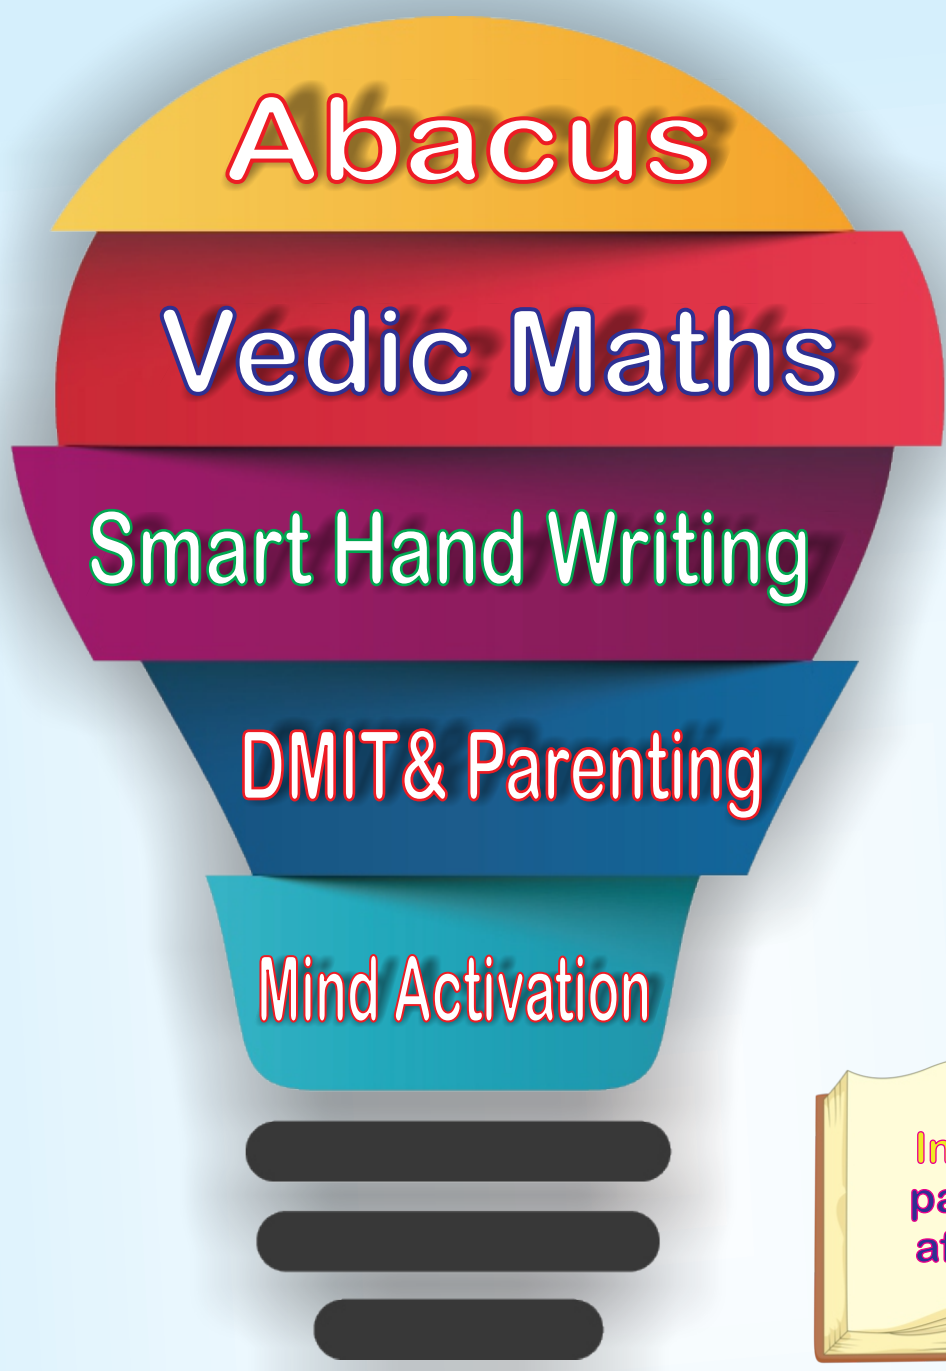 Abacus
Vedic Maths
Smart Hand Writing
DMIT& Parenting
Mind Activation